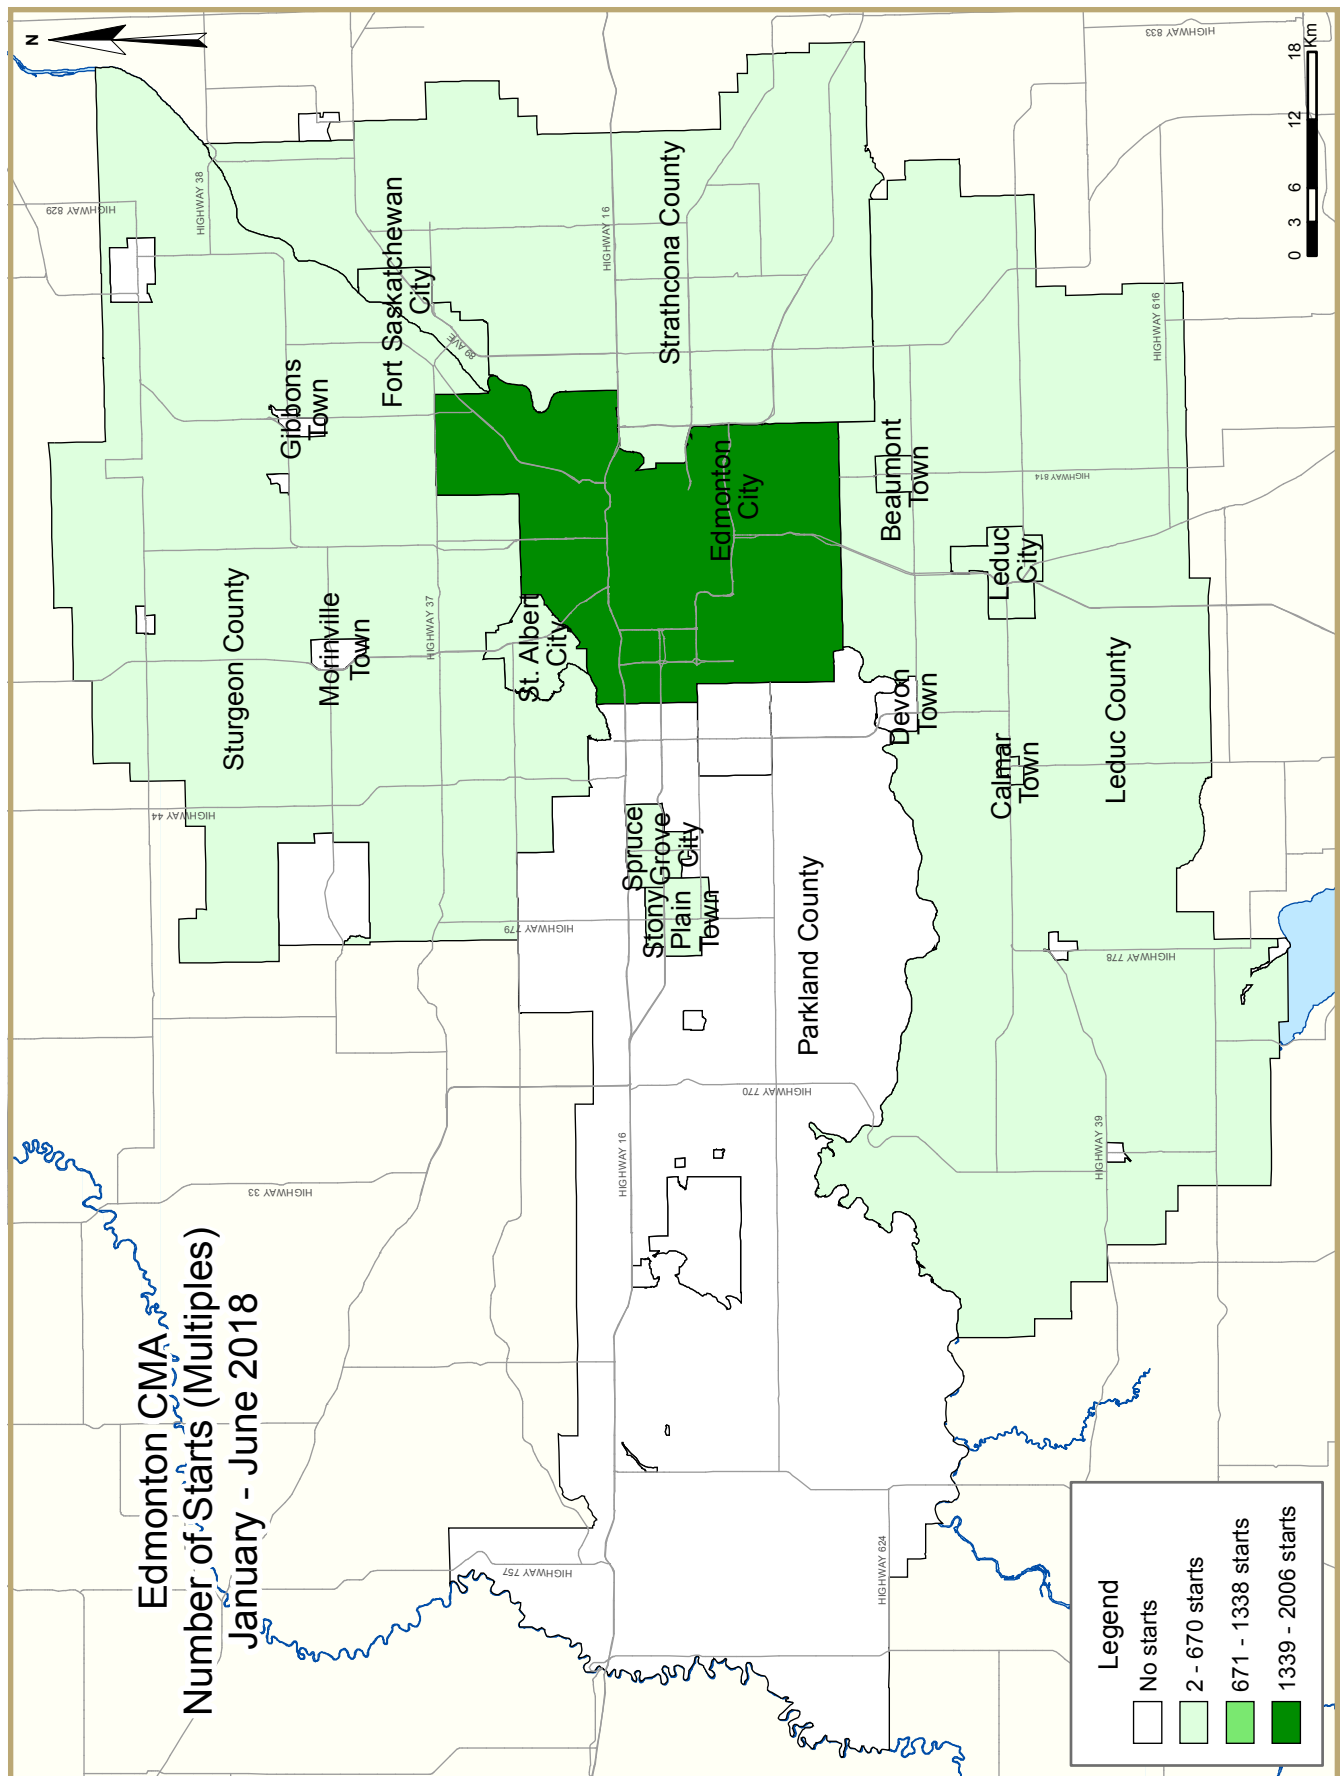 Edmonton CMA
Number of Starts (Multiples)
January - June 2018
N
HIGHWAY 829
HIGHWAY 38
HIGHWAY 833
Fort Saskatchewan
City
89 AVE
Gibbons
Town
HIGHWAY 16
Strathcona County
HIGHWAY 616
Sturgeon County
Morinville
Town
HIGHWAY 37
St. Albert
City
Edmonton
City
Beaumont
Town
HIGHWAY 814
Leduc
City
HIGHWAY 44
Devon
Town
Calmar
Town
Leduc County
Spruce
Grove
City
Stony
Plain
Town
HIGHWAY 779
Parkland County
HIGHWAY 778
HIGHWAY 770
HIGHWAY 16
HIGHWAY 39
HIGHWAY 33
HIGHWAY 757
HIGHWAY 624
0 3 6 12 18
Km
Legend
No starts
2 - 670 starts
671 - 1338 starts
1339 - 2006 starts